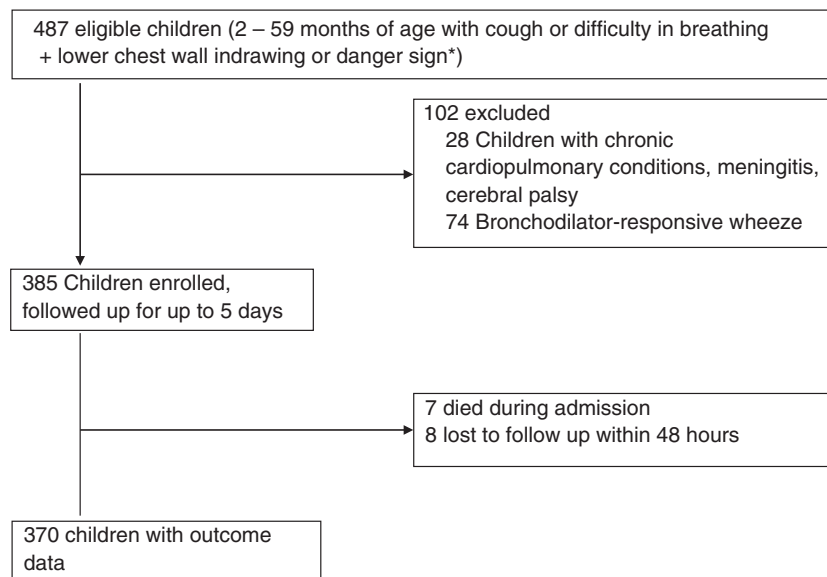 487 eligible children (2 – 59 months of age with cough or difficulty in breathing
+ lower chest wall indrawing or danger sign*)
102 excluded
28 Children with chronic
cardiopulmonary conditions, meningitis,
cerebral palsy
74 Bronchodilator-responsive wheeze
385 Children enrolled,
followed up for up to 5 days
7 died during admission
8 lost to follow up within 48 hours
370 children with outcome
data